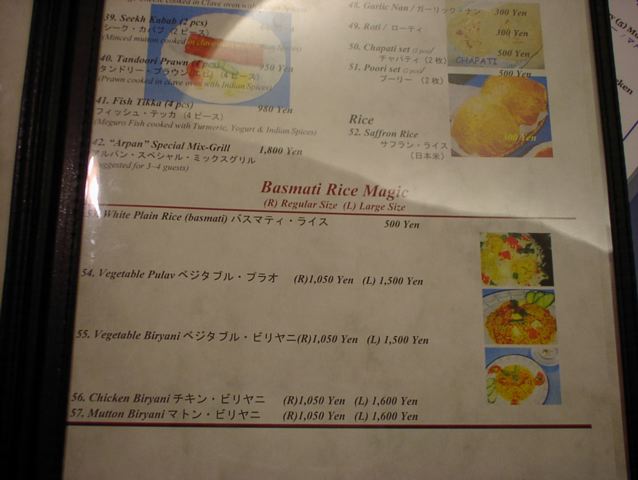 39. Seekh Kabab (2 pcs)
シーク・カバブ (2 ピース)
(Minced mutton cooked in clave oven with Indian Spices)
40. Tandoori Prawn
950 Yen
タンドリー・ブラウン
(4 ピース)
(Prawn cooked in clay oven with Indian Spices)
41. Fish Tikka (4 pcs) 980 Yen
フィッシュ・テッカ (4 ピース)
(Meguro Fish cooked with Turmeric, Yogurt & Indian Spices)
42. "Arpan" Special Mix-Grill 1,800 Yen
アルパン・スペシャル・ミックスグリル
(suggested for 3~4 guests)
48. Garlic Nan / ガーリック・ナン 300 Yen
49. Roti / ローティ 300 Yen
50. Chapati set (2 pcs) 500 Yen
チャパティ (2 枚)
CHAPATI
51. Poori set (2 pcs) 500 Yen
プーリー (2 枚)
Rice
52. Saffron Rice 300 Yen
サフラン・ライス
(日本米)
Basmati Rice Magic
(R) Regular Size (L) Large Size
53. White Plain Rice (basmati) バスマティ・ライス 500 Yen
54. Vegetable Pulav ベジタブル・プラオ (R)1,050 Yen (L) 1,500 Yen
55. Vegetable Biryani ベジタブル・ビリヤニ(R)1,050 Yen (L) 1,500 Yen
56. Chicken Biryani チキン・ビリヤニ (R)1,050 Yen (L) 1,600 Yen
57. Mutton Biryani マトン・ビリヤニ (R)1,050 Yen (L) 1,600 Yen